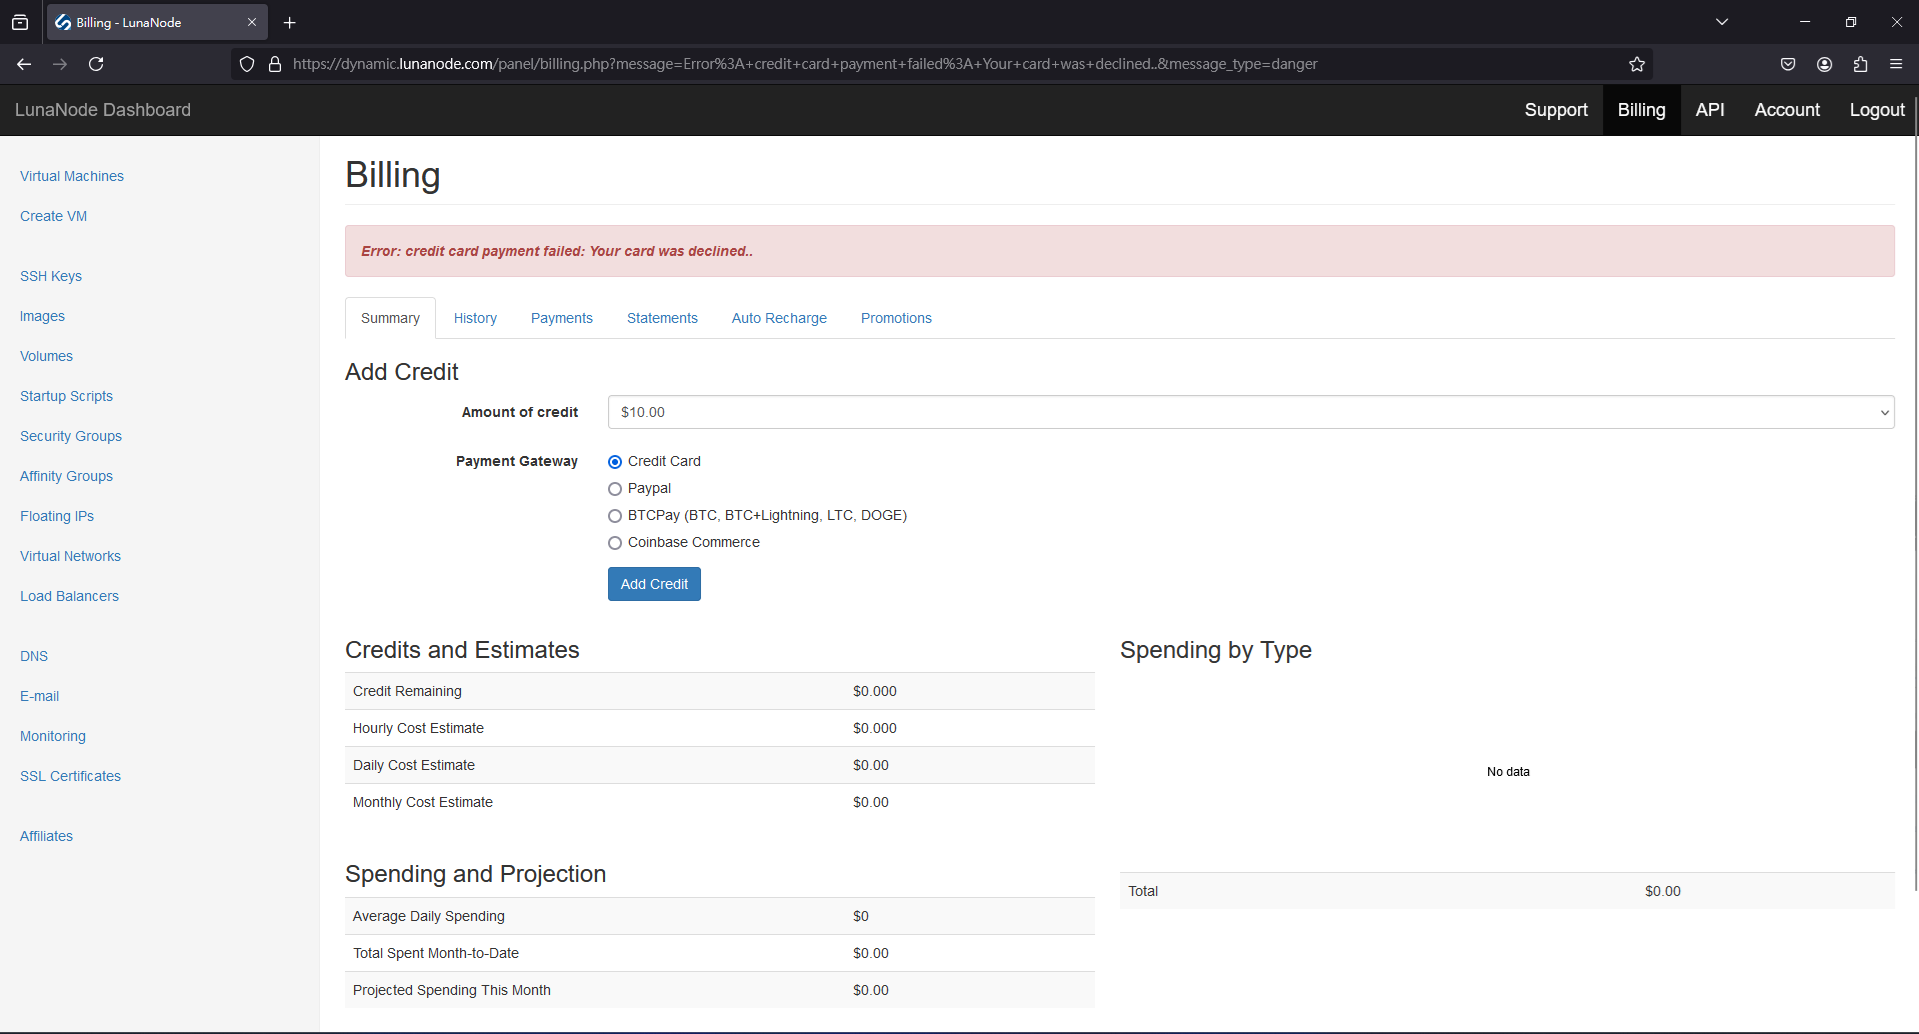 Billing - LunaNode
https://dynamic.lunanode.com/panel/billing.php?message=Error%3A+credit+card+payment+failed%3A+Your+card+was+declined..&message_type=danger
LunaNode Dashboard
Support
Billing
API
Account
Logout
Virtual Machines
Create VM
SSH Keys
Images
Volumes
Startup Scripts
Security Groups
Affinity Groups
Floating IPs
Virtual Networks
Load Balancers
DNS
E-mail
Monitoring
SSL Certificates
Affiliates
Billing
Error: credit card payment failed: Your card was declined..
Summary
History
Payments
Statements
Auto Recharge
Promotions
Add Credit
Amount of credit
$10.00
Payment Gateway
Credit Card
Paypal
BTCPay (BTC, BTC+Lightning, LTC, DOGE)
Coinbase Commerce
Add Credit
Credits and Estimates
Credit Remaining $0.000
Hourly Cost Estimate $0.000
Daily Cost Estimate $0.00
Monthly Cost Estimate $0.00
Spending and Projection
Average Daily Spending $0
Total Spent Month-to-Date $0.00
Projected Spending This Month $0.00
Spending by Type
No data
Total $0.00